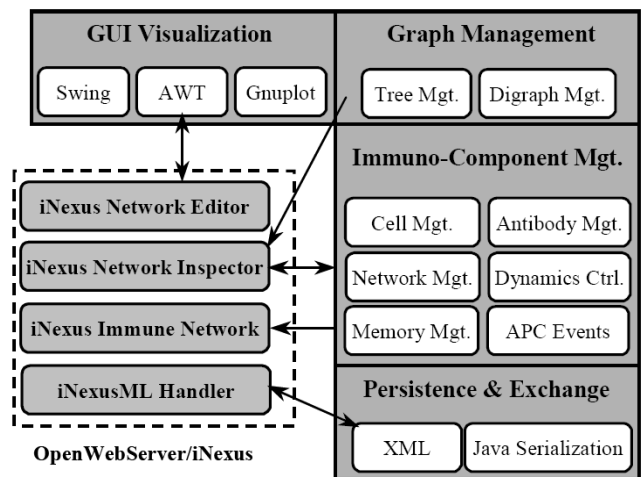 GUI Visualization
Swing
AWT
Gnuplot
Graph Management
Tree Mgt.
Digraph Mgt.
iNexus Network Editor
iNexus Network Inspector
iNexus Immune Network
iNexusML Handler
OpenWebServer/iNexus
Immuno-Component Mgt.
Cell Mgt.
Antibody Mgt.
Network Mgt.
Dynamics Ctrl.
Memory Mgt.
APC Events
Persistence & Exchange
XML
Java Serialization